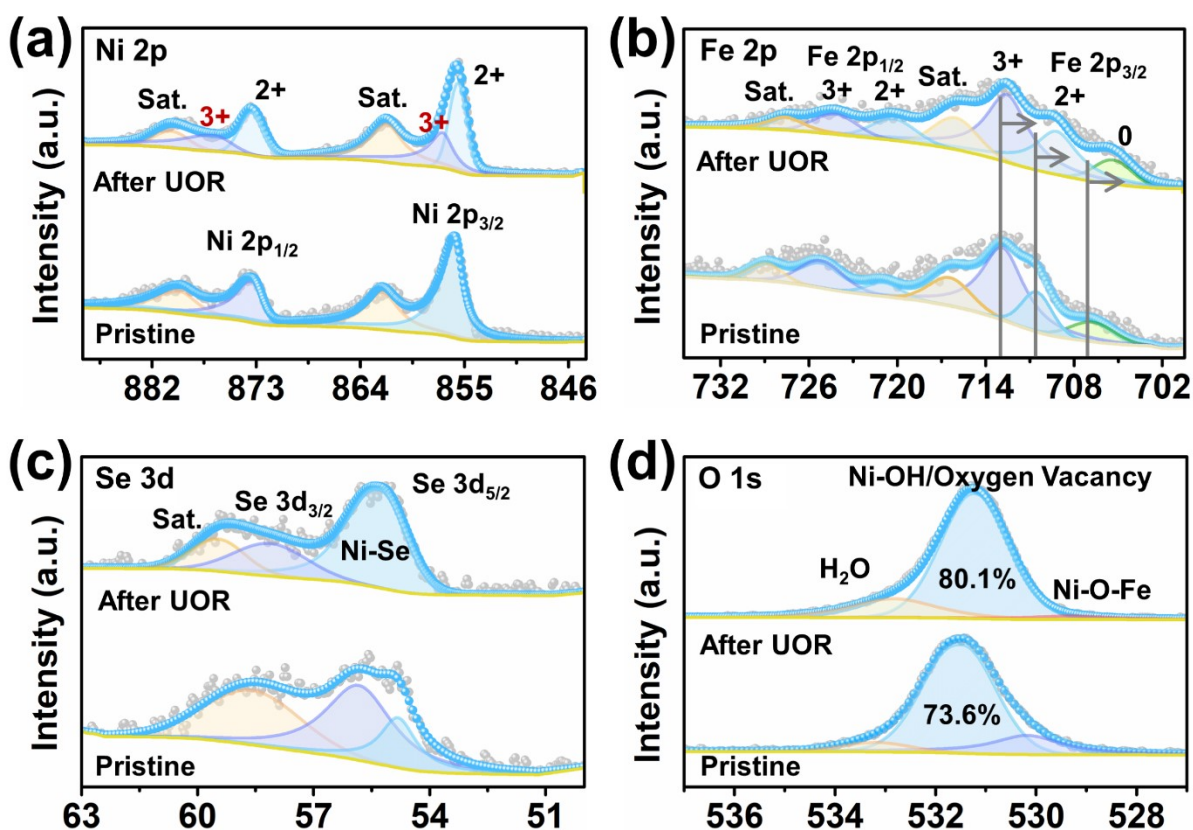 (a)
Ni 2p
Sat.
3+
2+
Sat.
3+
2+
After UOR
Ni 2p1/2
Ni 2p3/2
Pristine
Intensity (a.u.)
882 873 864 855 846
(b)
Fe 2p
Sat.
3+
Fe 2p1/2
2+
Sat.
3+
Fe 2p3/2
2+
0
After UOR
Pristine
Intensity (a.u.)
732 726 720 714 708 702
(c)
Se 3d
Sat.
Se 3d3/2
Se 3d5/2
Ni-Se
After UOR
Pristine
Intensity (a.u.)
63 60 57 54 51
(d)
O 1s
Ni-OH/Oxygen Vacancy
H2O
80.1%
Ni-O-Fe
After UOR
73.6%
Pristine
Intensity (a.u.)
536 534 532 530 528